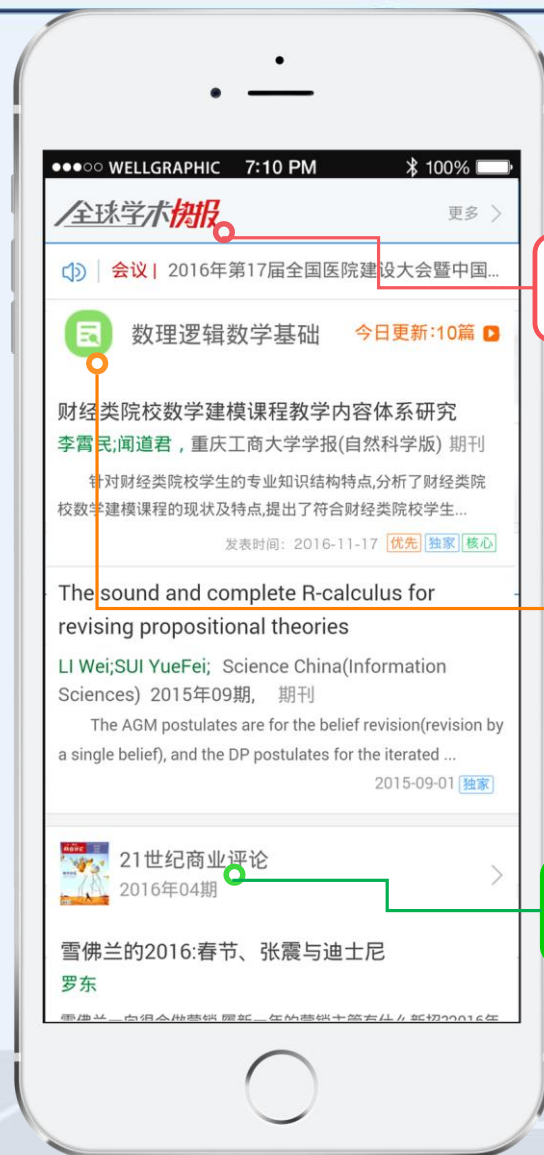 ●●●○○ WELLGRAPHIC 7:10 PM 100%
全球学术快报
更多 >
会议 | 2016年第17届全国医院建设大会暨中国...
数理逻辑数学基础 今日更新:10篇
财经类院校数学建模课程教学内容体系研究
李霄民;闻道君 , 重庆工商大学学报(自然科学版) 期刊
针对财经类院校学生的专业知识结构特点,分析了财经类院
校数学建模课程的现状及特点,提出了符合财经类院校学生...
发表时间: 2016-11-17 优先 独家 核心
The sound and complete R-calculus for
revising propositional theories
LI Wei;SUI YueFei; Science China(Information
Sciences) 2015年09期, 期刊
The AGM postulates are for the belief revision(revision by
a single belief), and the DP postulates for the iterated ...
2015-09-01 独家
21世纪商业评论
2016年04期
雪佛兰的2016:春节、张震与迪士尼
罗东